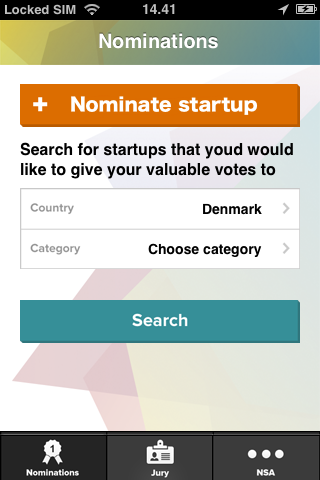 Locked SIM 14.41
Nominations
+ Nominate startup
Search for startups that youd would
like to give your valuable votes to
Country Denmark
Category Choose category
Search
1
Nominations Jury NSA